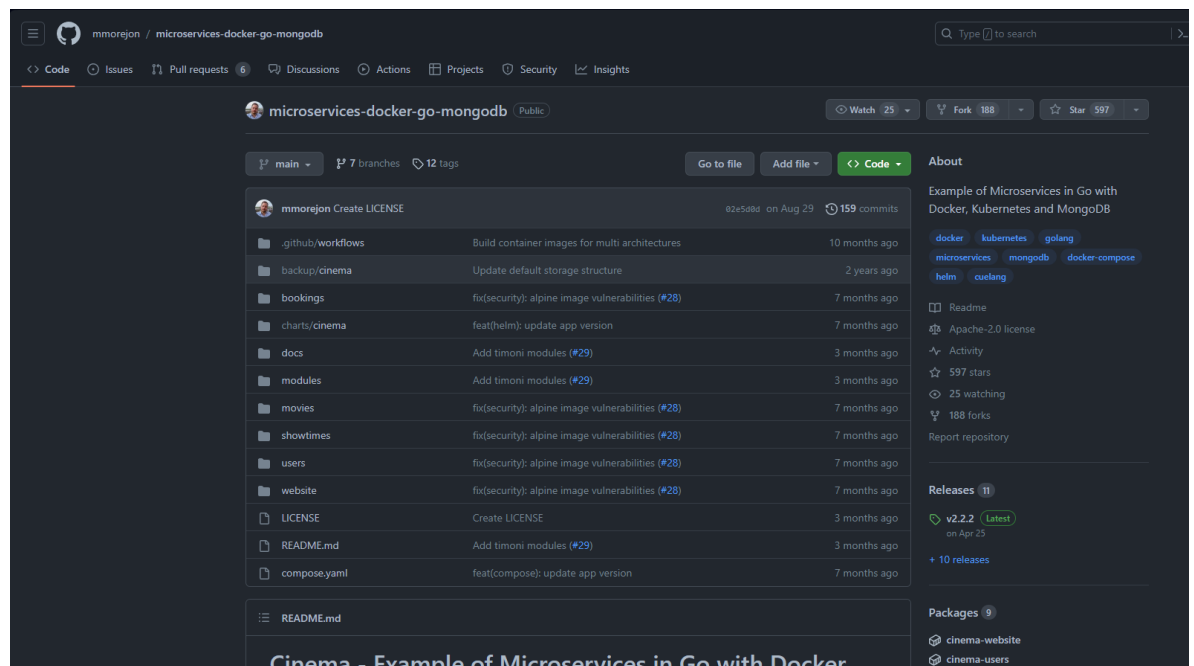 mmorejon / microservices-docker-go-mongodb
Type / to search
Code Issues Pull requests 6 Discussions Actions Projects Security Insights
microservices-docker-go-mongodb Public
Watch 25 Fork 188 Star 597
main 7 branches 12 tags Go to file Add file Code
mmorejon Create LICENSE 02e5d0d on Aug 29 159 commits
.github/workflows Build container images for multi architectures 10 months ago
backup/cinema Update default storage structure 2 years ago
bookings fix(security): alpine image vulnerabilities (#28) 7 months ago
charts/cinema feat(helm): update app version 7 months ago
docs Add timoni modules (#29) 3 months ago
modules Add timoni modules (#29) 3 months ago
movies fix(security): alpine image vulnerabilities (#28) 7 months ago
showtimes fix(security): alpine image vulnerabilities (#28) 7 months ago
users fix(security): alpine image vulnerabilities (#28) 7 months ago
website fix(security): alpine image vulnerabilities (#28) 7 months ago
LICENSE Create LICENSE 3 months ago
README.md Add timoni modules (#29) 3 months ago
compose.yaml feat(compose): update app version 7 months ago
README.md
Cinema - Example of Microservices in Go with Docker
About
Example of Microservices in Go with
Docker, Kubernetes and MongoDB
docker kubernetes golang
microservices mongodb docker-compose
helm cuelang
Readme
Apache-2.0 license
Activity
597 stars
25 watching
188 forks
Report repository
Releases 11
v2.2.2 Latest
on Apr 25
+ 10 releases
Packages 9
cinema-website
cinema-users